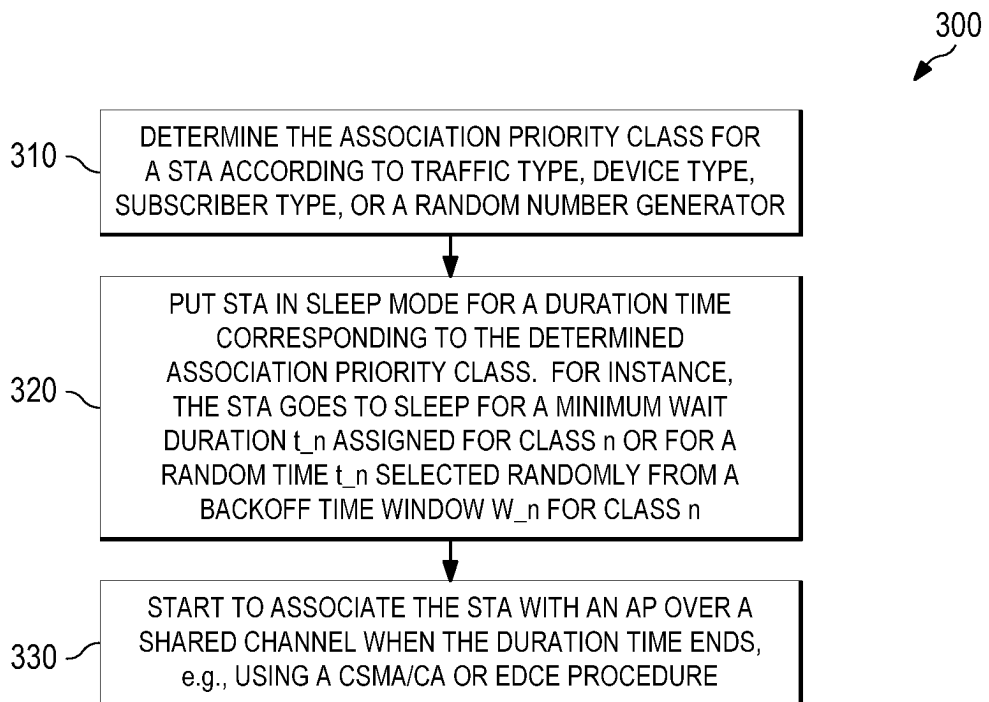 300
310
DETERMINE THE ASSOCIATION PRIORITY CLASS FOR
A STA ACCORDING TO TRAFFIC TYPE, DEVICE TYPE,
SUBSCRIBER TYPE, OR A RANDOM NUMBER GENERATOR
320
PUT STA IN SLEEP MODE FOR A DURATION TIME
CORRESPONDING TO THE DETERMINED
ASSOCIATION PRIORITY CLASS. FOR INSTANCE,
THE STA GOES TO SLEEP FOR A MINIMUM WAIT
DURATION t_n ASSIGNED FOR CLASS n OR FOR A
RANDOM TIME t_n SELECTED RANDOMLY FROM A
BACKOFF TIME WINDOW W_n FOR CLASS n
330
START TO ASSOCIATE THE STA WITH AN AP OVER A
SHARED CHANNEL WHEN THE DURATION TIME ENDS,
e.g., USING A CSMA/CA OR EDCE PROCEDURE